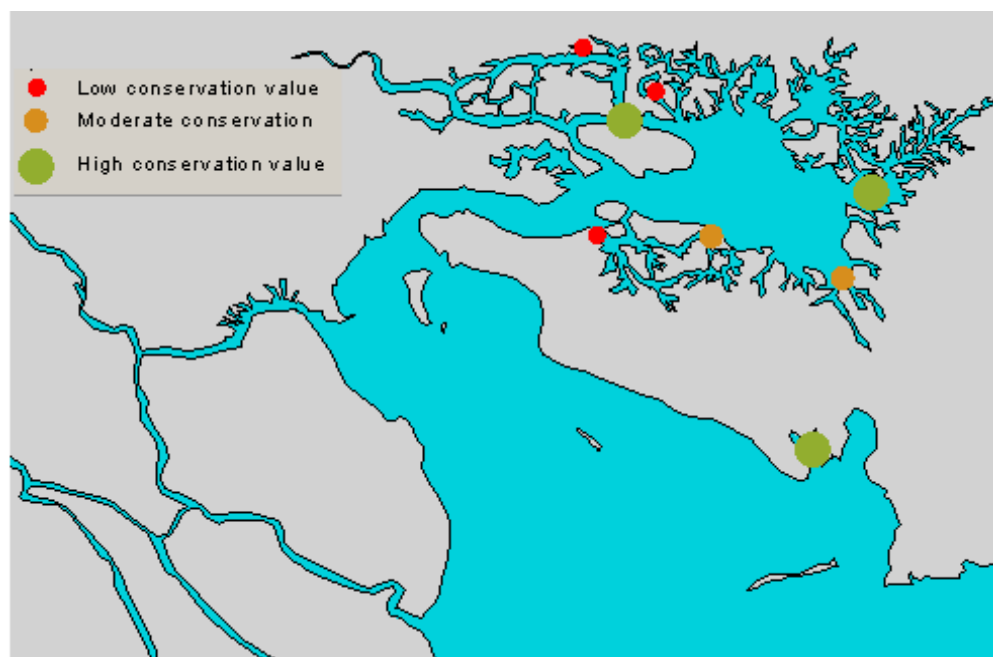 Low conservation value
Moderate conservation
High conservation value